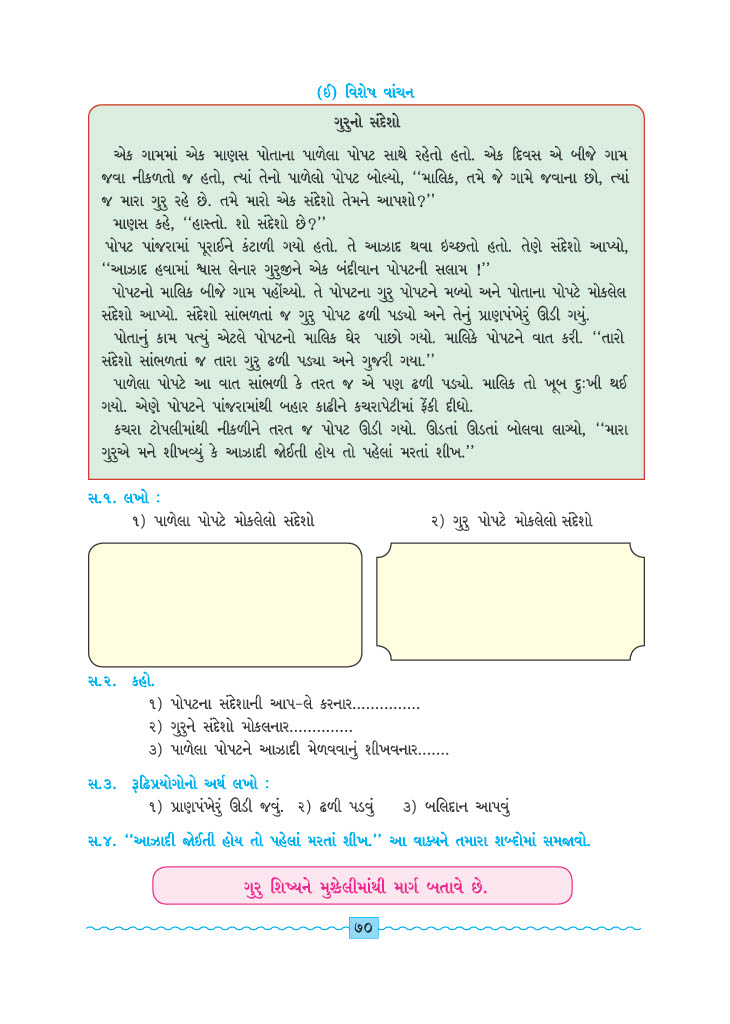 (ઈ) વિશેષ વાંચન
ગુરુનો સંદેશો
એક ગામમાં એક માણસ પોતાના પાળેલા પોપટ સાથે રહેતો હતો. એક દિવસ એ બીજે ગામ
જવા નીકળતો જ હતો, ત્યાં તેનો પાળેલો પોપટ બોલ્યો, ‘‘માલિક, તમે જે ગામે જવાના છો, ત્યાં
જ મારા ગુરુ રહે છે. તમે મારો એક સંદેશો તેમને આપશો?’’
માણસ કહે, ‘‘હાસ્તો. શો સંદેશો છે?’’
પોપટ પાંજરામાં પૂરાઈને કંટાળી ગયો હતો. તે આઝાદ થવા ઇચ્છતો હતો. તેણે સંદેશો આપ્યો,
‘‘આઝાદ હવામાં શ્વાસ લેનાર ગુરુજીને એક બંદીવાન પોપટની સલામ !’’
પોપટનો માલિક બીજે ગામ પહોંચ્યો. તે પોપટના ગુરુ પોપટને મળ્યો અને પોતાના પોપટે મોકલેલ
સંદેશો આપ્યો. સંદેશો સાંભળતાં જ ગુરુ પોપટ ઢળી પડ્યો અને તેનું પ્રાણપંખેરું ઊડી ગયું.
પોતાનું કામ પત્યું એટલે પોપટનો માલિક ઘેર પાછો ગયો. માલિકે પોપટને વાત કરી. ‘‘તારો
સંદેશો સાંભળતાં જ તારા ગુરુ ઢળી પડ્યા અને ગુજરી ગયા.’’
પાળેલા પોપટે આ વાત સાંભળી કે તરત જ એ પણ ઢળી પડ્યો. માલિક તો ખૂબ દુઃખી થઈ
ગયો. એણે પોપટને પાંજરામાંથી બહાર કાઢીને કચરાપેટીમાં ફેંકી દીધો.
કચરા ટોપલીમાંથી નીકળીને તરત જ પોપટ ઊડી ગયો. ઊડતાં ઊડતાં બોલવા લાગ્યો, ‘‘મારા
ગુરુએ મને શીખવ્યું કે આઝાદી જોઈતી હોય તો પહેલાં મરતાં શીખ.’’
સ.૧. લખો :
૧) પાળેલા પોપટે મોકલેલો સંદેશો ૨) ગુરુ પોપટે મોકલેલો સંદેશો
સ.૨. કહો.
૧) પોપટના સંદેશાની આપ-લે કરનાર...............
૨) ગુરુને સંદેશો મોકલનાર..............
૩) પાળેલા પોપટને આઝાદી મેળવવાનું શીખવનાર.......
સ.૩. રૂઢિપ્રયોગોનો અર્થ લખો :
૧) પ્રાણપંખેરું ઊડી જવું. ૨) ઢળી પડવું ૩) બલિદાન આપવું
સ.૪. ‘‘આઝાદી જોઈતી હોય તો પહેલાં મરતાં શીખ.’’ આ વાક્યને તમારા શબ્દોમાં સમજાવો.
ગુરુ શિષ્યને મુશ્કેલીમાંથી માર્ગ બતાવે છે.
૭૦